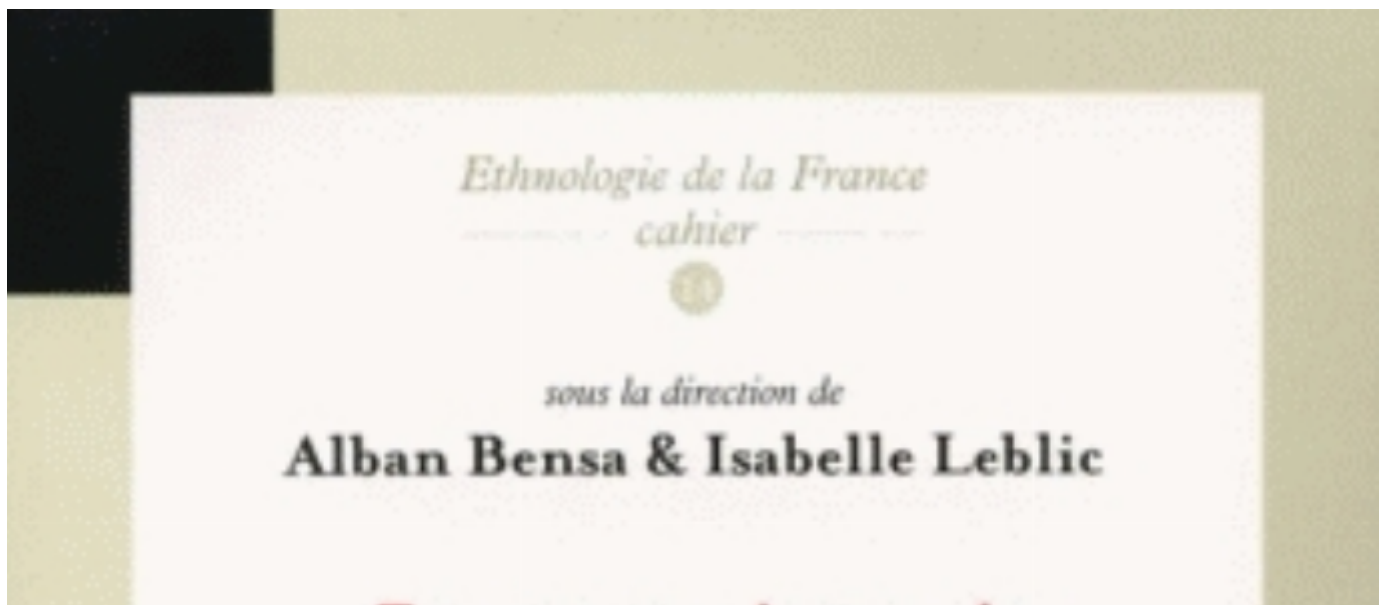 Ethnologie de la France
cahier
sous la direction de
Alban Bensa & Isabelle Leblic